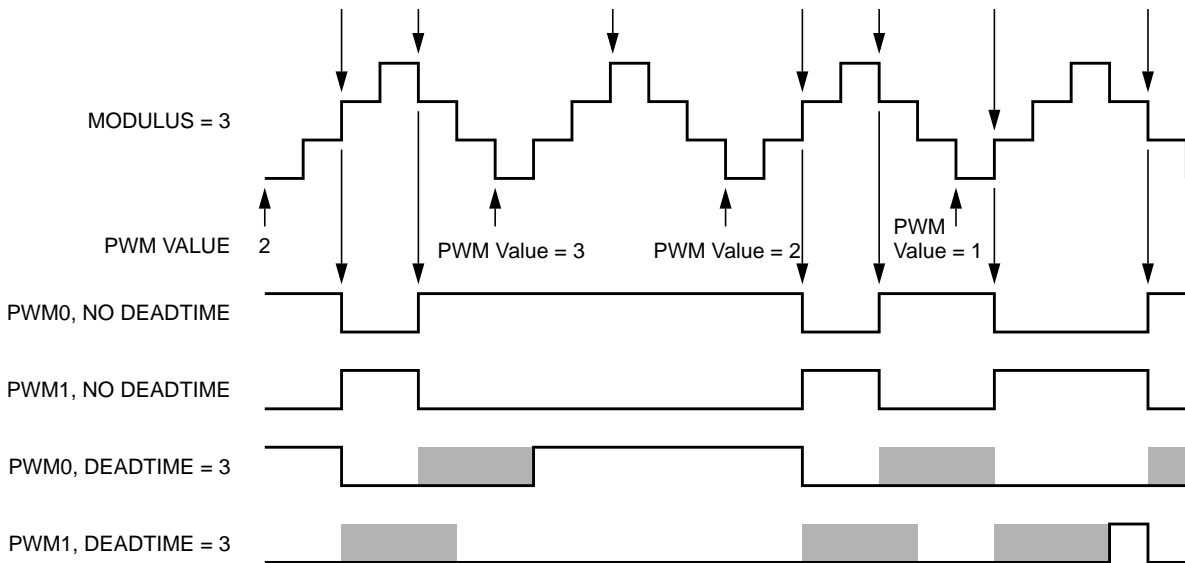 MODULUS = 3
PWM VALUE
2
PWM Value = 3
PWM Value = 2
PWM
Value = 1
PWM0, NO DEADTIME
PWM1, NO DEADTIME
PWM0, DEADTIME = 3
PWM1, DEADTIME = 3